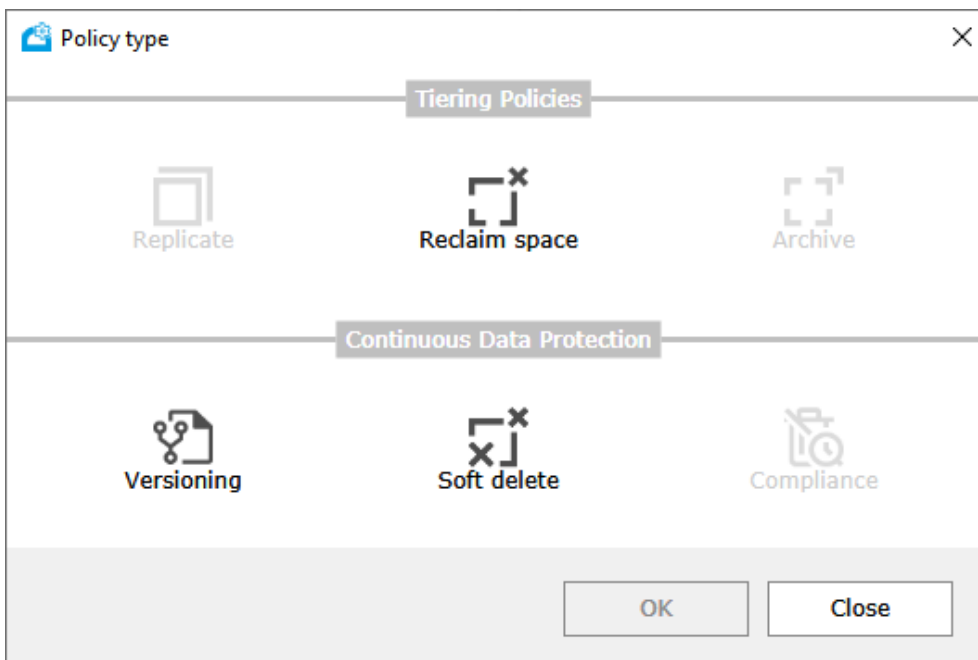 Policy type
Tiering Policies
Replicate
Reclaim space
Archive
Continuous Data Protection
Versioning
Soft delete
Compliance
OK
Close